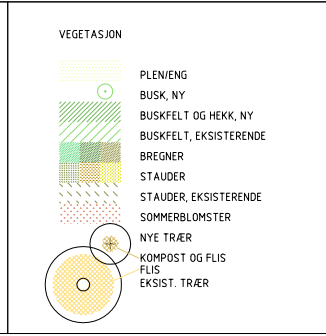 VEGETASJON
PLEN/ENG
BUSK, NY
BUSKFELT OG HEKK, NY
BUSKFELT, EKSISTERENDE
BREGNER
STAUDER
STAUDER, EKSISTERENDE
SOMMERBLOMSTER
NYE TRÆR
KOMPOST OG FLIS
FLIS
EKSIST. TRÆR